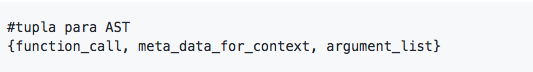 #tupla para AST
{function_call, meta_data_for_context, argument_list}